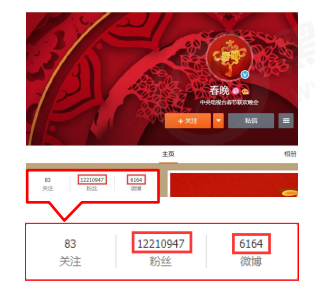 春晚
春晚
中央电视台春节联欢晚会
+关注
私信
主页
相册
83
12210947
6164
关注
粉丝
微博
83
12210947
6164
关注
粉丝
微博